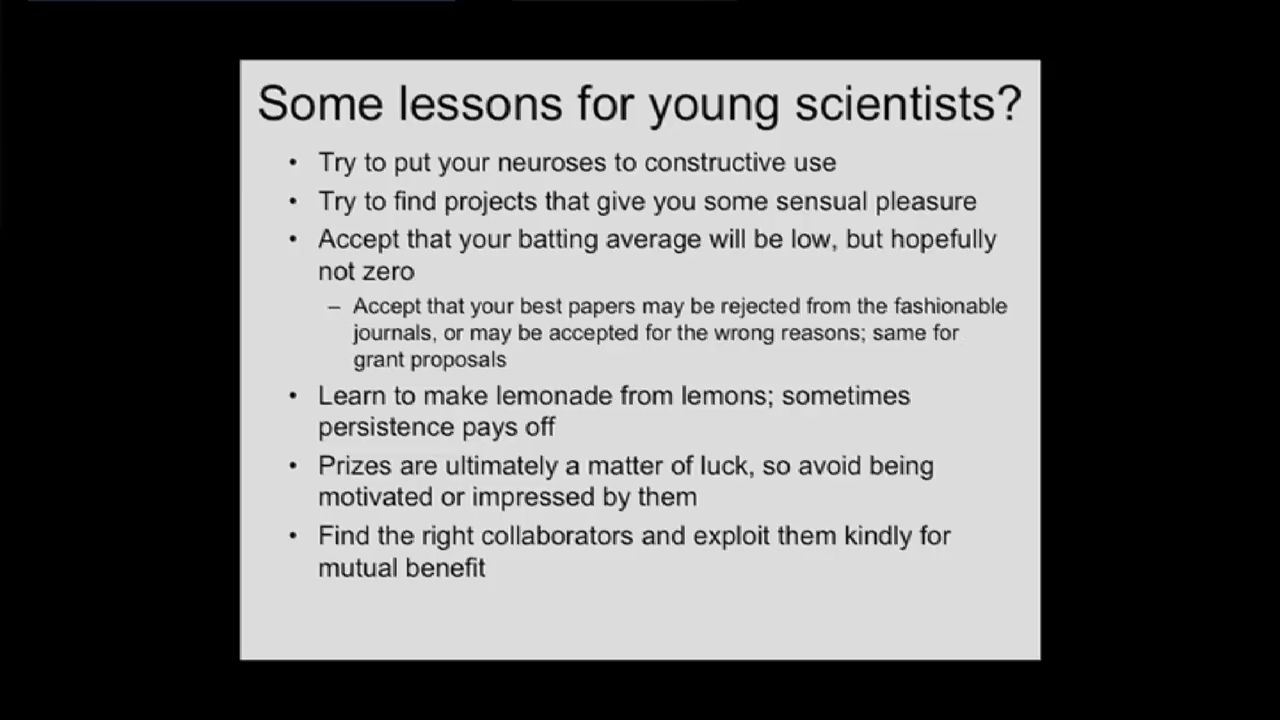 Some lessons for young scientists?
• Try to put your neuroses to constructive use
• Try to find projects that give you some sensual pleasure
• Accept that your batting average will be low, but hopefully
not zero
– Accept that your best papers may be rejected from the fashionable
journals, or may be accepted for the wrong reasons; same for
grant proposals
• Learn to make lemonade from lemons; sometimes
persistence pays off
• Prizes are ultimately a matter of luck, so avoid being
motivated or impressed by them
• Find the right collaborators and exploit them kindly for
mutual benefit